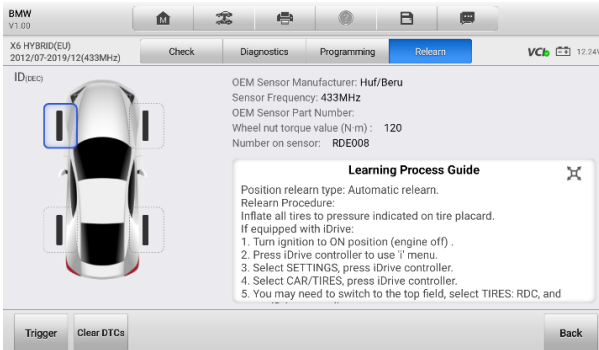 BMW
V1.00
X6 HYBRID(EU)
2012/07-2019/12(433MHz)
Check
Diagnostics
Programming
Relearn
VCI
12.24V
ID(DEC)
OEM Sensor Manufacturer: Huf/Beru
Sensor Frequency: 433MHz
OEM Sensor Part Number:
Wheel nut torque value (N·m) : 120
Number on sensor: RDE008
Learning Process Guide
Position relearn type: Automatic relearn.
Relearn Procedure:
Inflate all tires to pressure indicated on tire placard.
If equipped with iDrive:
1. Turn ignition to ON position (engine off) .
2. Press iDrive controller to use 'i' menu.
3. Select SETTINGS, press iDrive controller.
4. Select CAR/TIRES, press iDrive controller.
5. You may need to switch to the top field, select TIRES: RDC, and
Trigger
Clear DTCs
Back